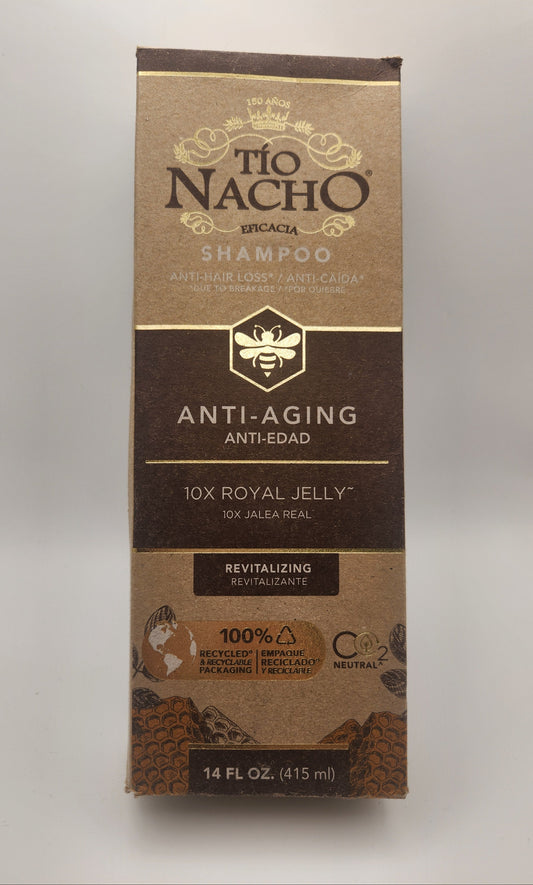 150 AÑOS
TÍO
NACHO®
EFICACIA
SHAMPOO
ANTI-HAIR LOSS* / ANTI-CAÍDA*
*DUE TO BREAKAGE / *POR QUIEBRE
ANTI-AGING
ANTI-EDAD
10X ROYAL JELLY~
10X JALEA REAL
REVITALIZING
REVITALIZANTE
100%
RECYCLED* | EMPAQUE
& RECYCLABLE | RECICLADO*
PACKAGING | Y RECICLABLE
CO2
NEUTRAL^
14 FL OZ. (415 ml)